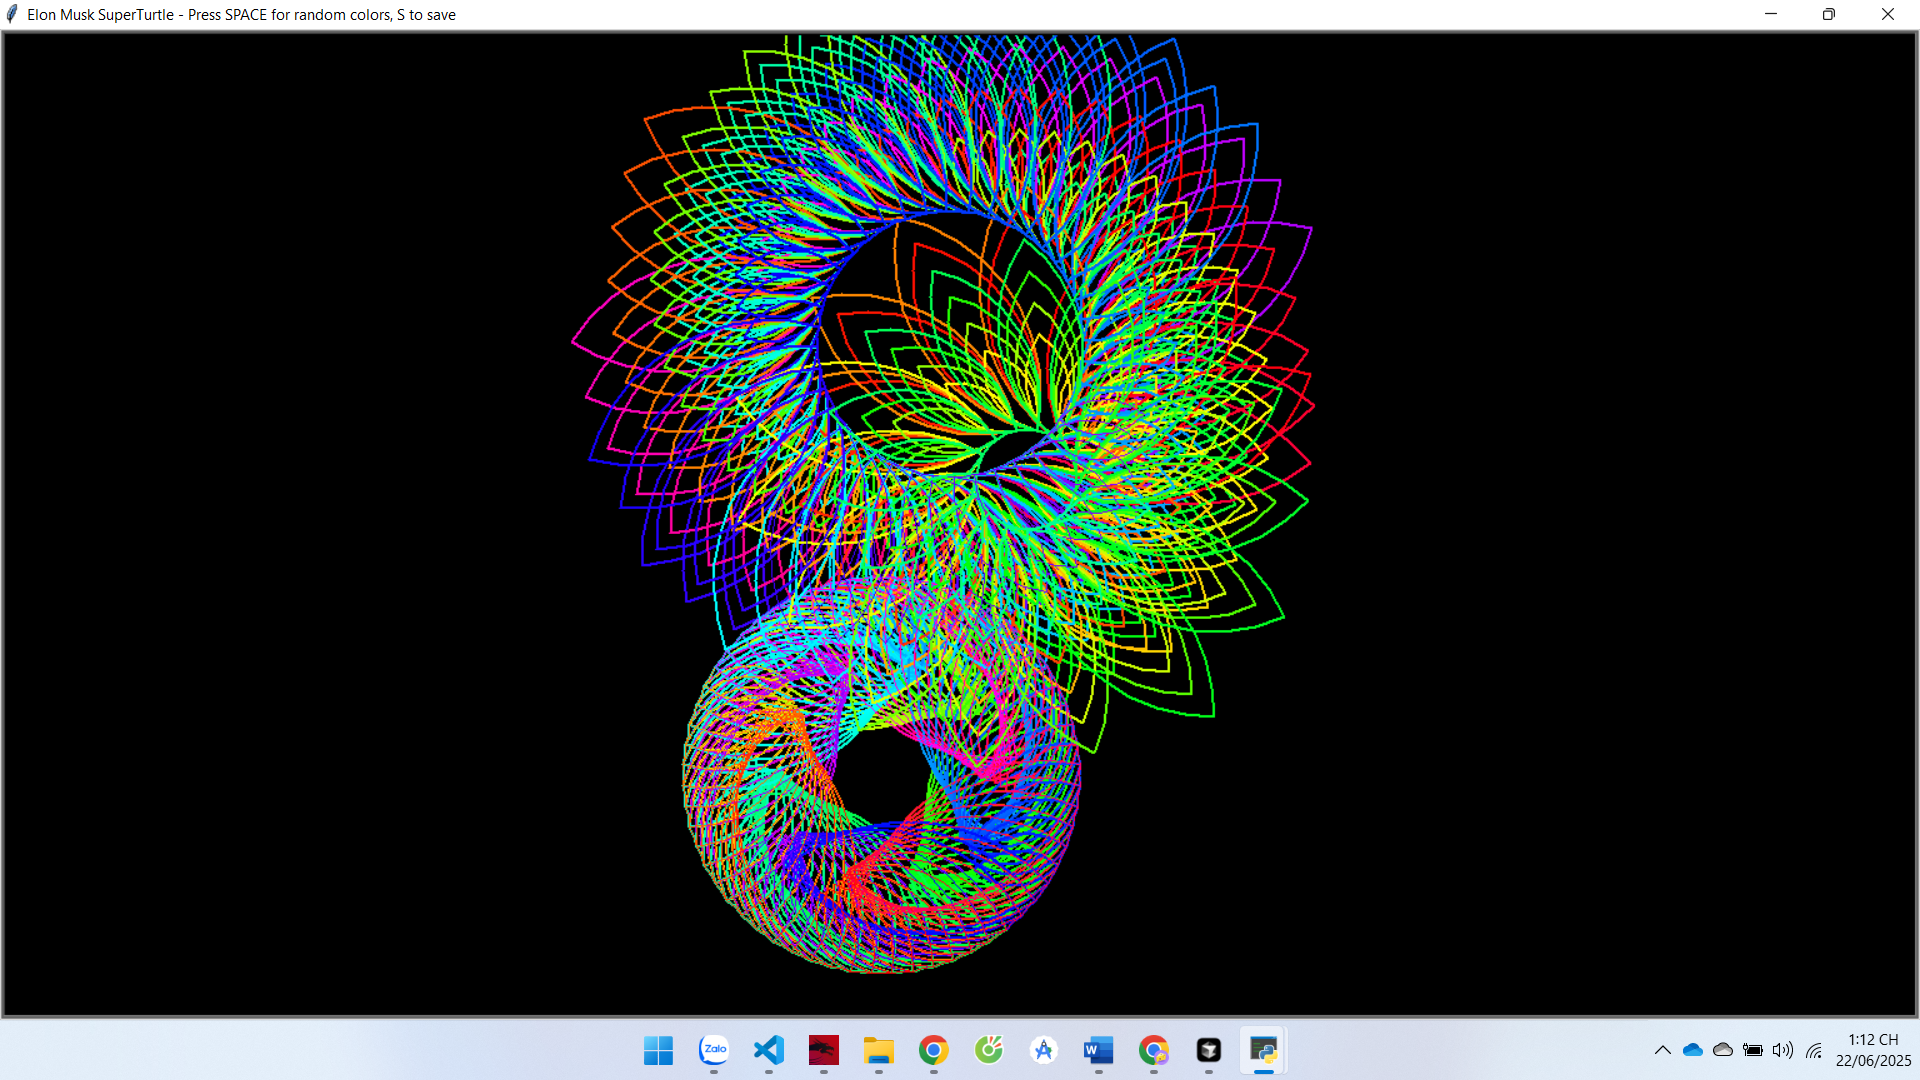 Elon Musk SuperTurtle - Press SPACE for random colors, S to save
Zalo
W
1:12 CH
22/06/2025